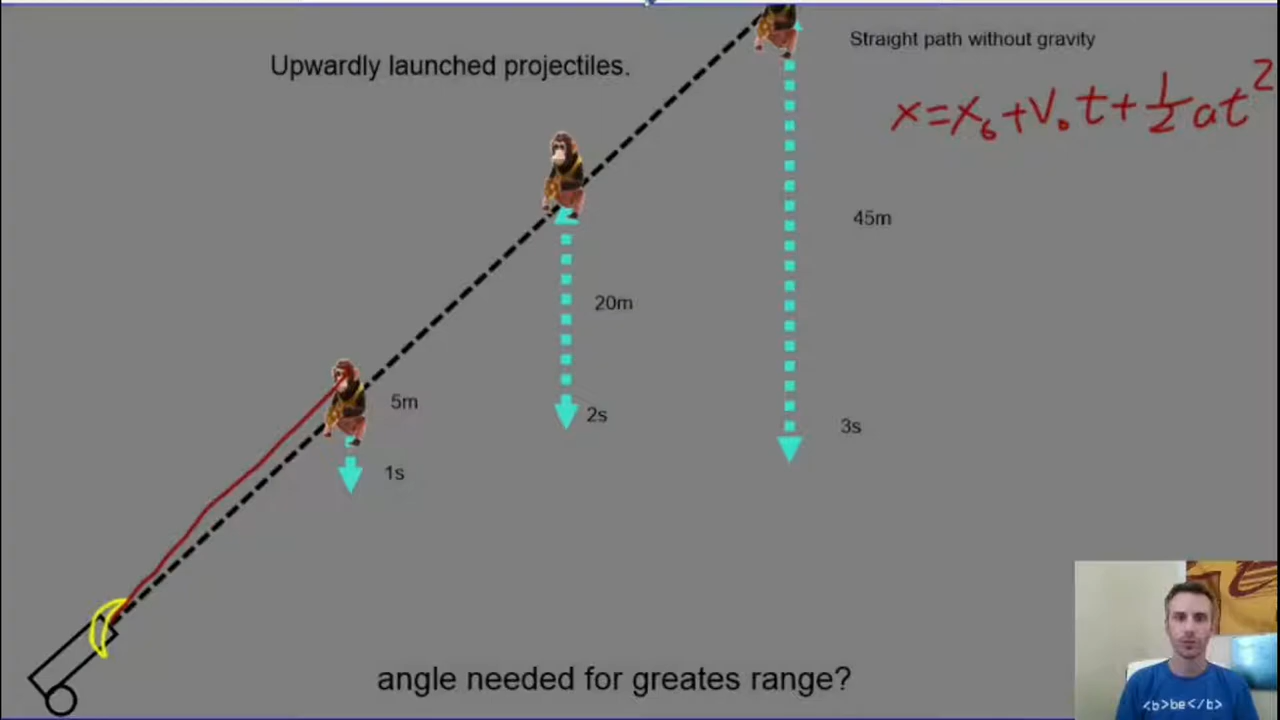 Upwardly launched projectiles.
Straight path without gravity
x=x₀+v₀t+½at²
45m
20m
5m
2s
3s
1s
angle needed for greates range?
<b>be</b>